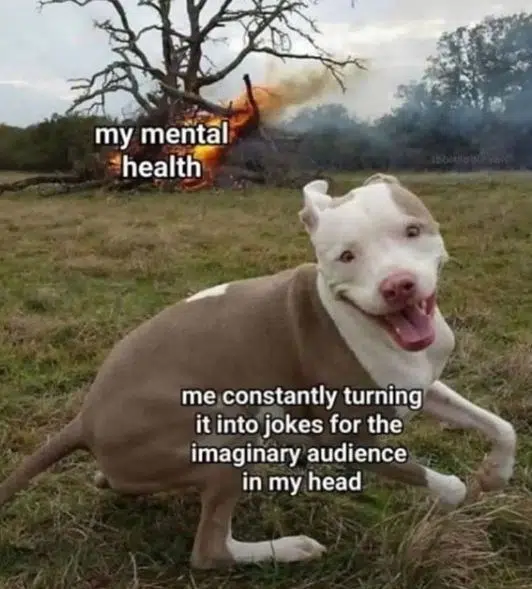 my mental
health
me constantly turning
it into jokes for the
imaginary audience
in my head